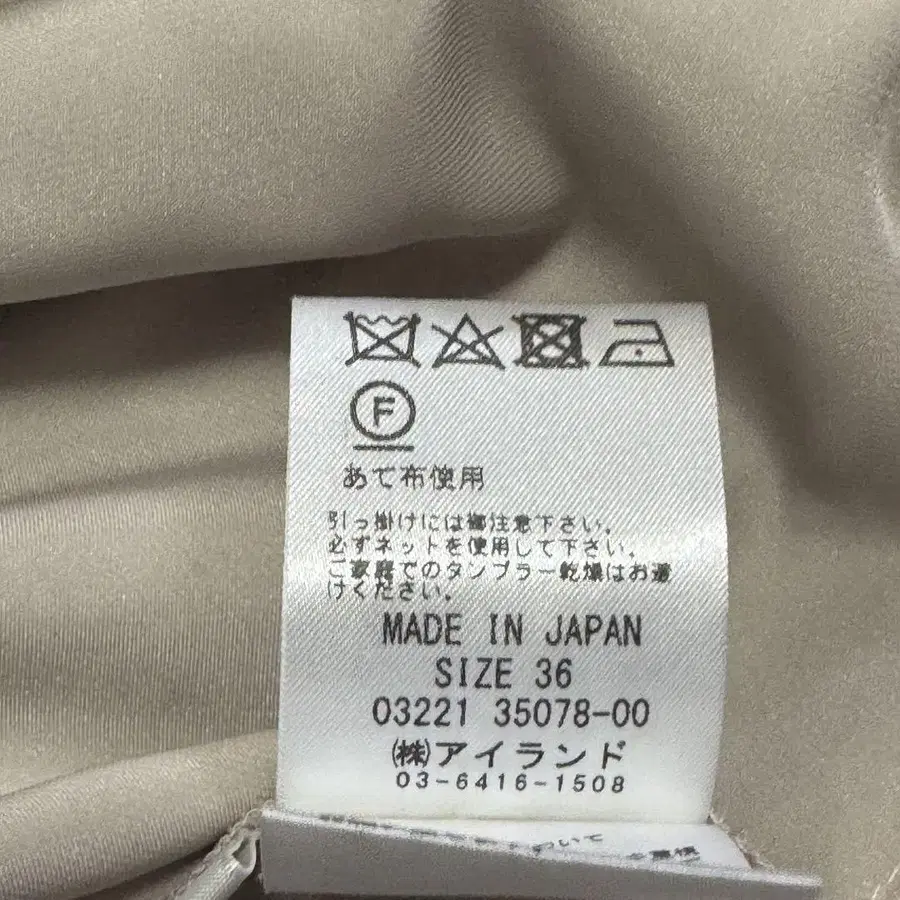 F
あて布使用
引っ掛けには御注意下さい。
必ずネットを使用して下さい。
ご家庭でのタンブラー乾燥はお避
けください。
MADE IN JAPAN
SIZE 36
03221 35078-00
(株)アイランド
03-6416-1508